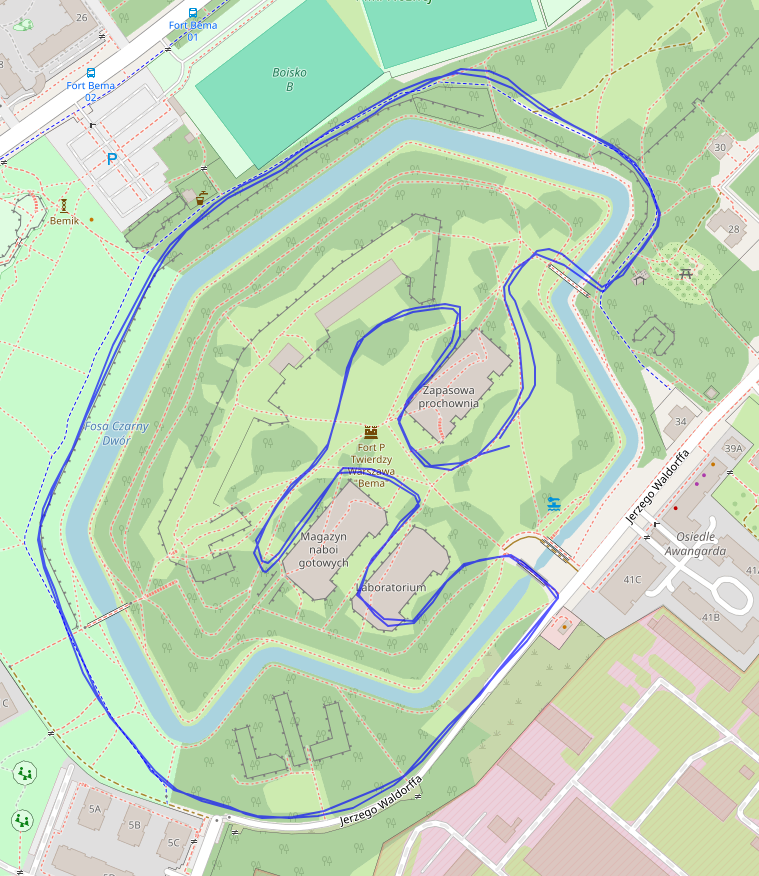 26
Fort Bema
01
Fort Bema
02
Boisko
B
P
30
Bemik
28
Zapasowa
prochownia
Fosa Czarny
Dwór
34
Fort P
Twierdzy
Warszawa
Bema
39A
Jerzego Waldorffa
Magazyn
naboi
gotowych
Osiedle
Awangarda
41C
Laboratorium
41B
C
Jerzego Waldorffa
5A
5B
5C